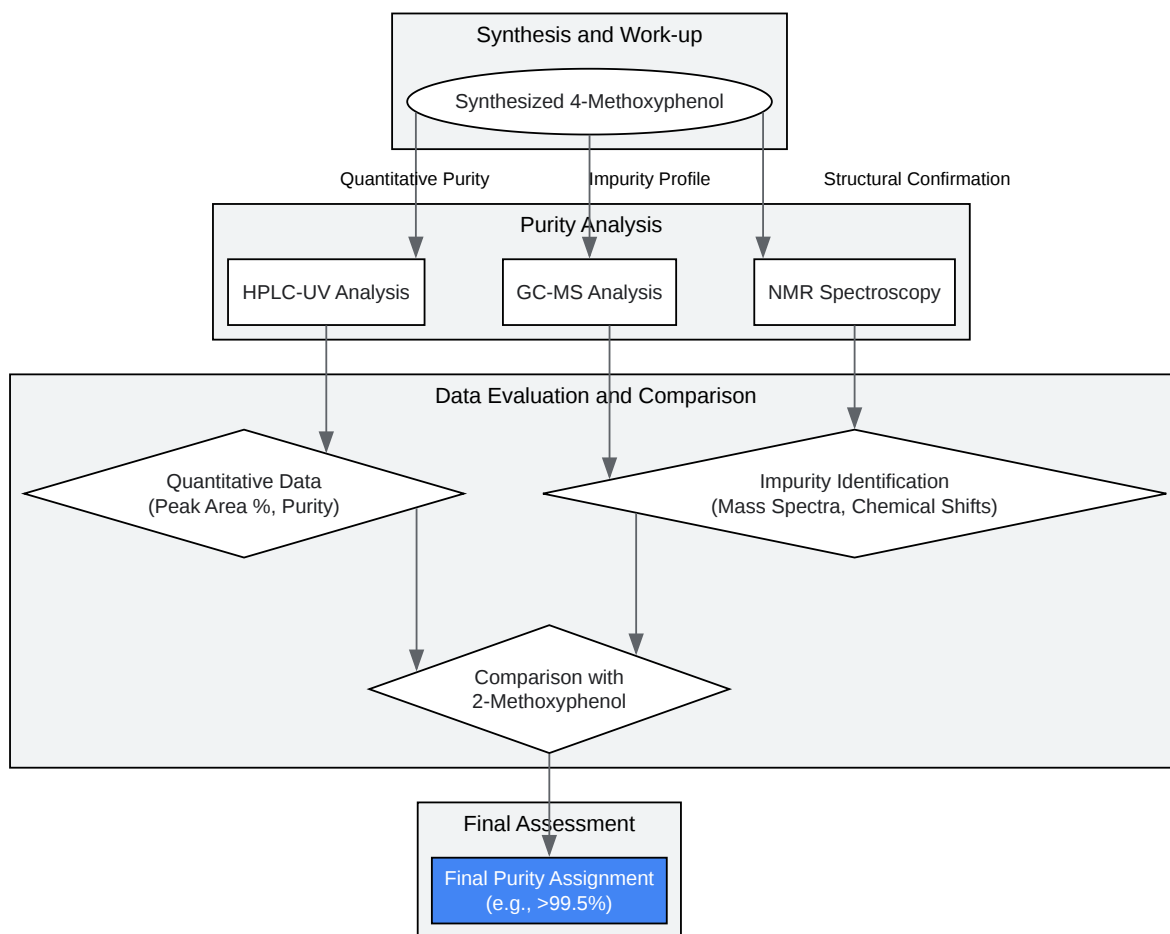 Synthesis and Work-up
Synthesized 4-Methoxyphenol
Quantitative Purity
Impurity Profile
Structural Confirmation
Purity Analysis
HPLC-UV Analysis
GC-MS Analysis
NMR Spectroscopy
Data Evaluation and Comparison
Quantitative Data
(Peak Area %, Purity)
Impurity Identification
(Mass Spectra, Chemical Shifts)
Comparison with
2-Methoxyphenol
Final Assessment
Final Purity Assignment
(e.g., >99.5%)